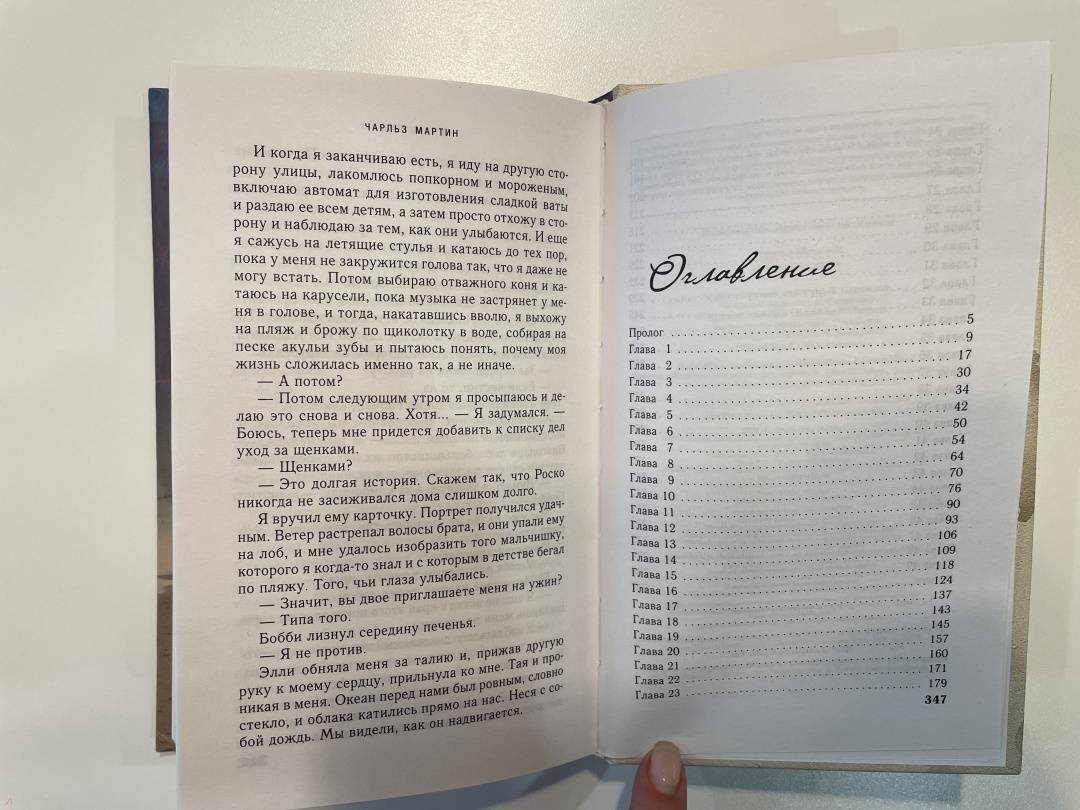 ЧАРЛЬЗ МАРТИН
И когда я заканчиваю есть, я иду на другую сто-
рону улицы, лакомлюсь попкорном и мороженым,
включаю автомат для изготовления сладкой ваты
и раздаю ее всем детям, а затем просто отхожу в сто-
рону и наблюдаю за тем, как они улыбаются. И еще
я сажусь на летящие стулья и катаюсь до тех пор,
пока у меня не закружится голова так, что я даже не
могу встать. Потом выбираю отважного коня и ка-
таюсь на карусели, пока музыка не застрянет у ме-
ня в голове, и тогда, накатавшись вволю, я выхожу
на пляж и брожу по щиколотку в воде, собирая на
песке акульи зубы и пытаюсь понять, почему моя
жизнь сложилась именно так, а не иначе.
— А потом?
— Потом следующим утром я просыпаюсь и де-
лаю это снова и снова. Хотя... — Я задумался. —
Боюсь, теперь мне придется добавить к списку дел
уход за щенками.
— Щенками?
— Это долгая история. Скажем так, что Роско
никогда не засиживался дома слишком долго.
Я вручил ему карточку. Портрет получился удач-
ным. Ветер растрепал волосы брата, и они упали ему
на лоб, и мне удалось изобразить того мальчишку,
которого я когда-то знал и с которым в детстве бегал
по пляжу. Того, чьи глаза улыбались.
— Значит, вы двое приглашаете меня на ужин?
— Типа того.
Бобби лизнул середину печенья.
— Я не против.
Элли обняла меня за талию и, прижав другую
руку к моему сердцу, прильнула ко мне. Тая и про-
никая в меня. Океан перед нами был ровным, словно
стекло, и облака катились прямо на нас. Неся с со-
бой дождь. Мы видели, как он надвигается.
Оглавление
Пролог 5
Глава 1 9
Глава 2 17
Глава 3 30
Глава 4 34
Глава 5 42
Глава 6 50
Глава 7 54
Глава 8 64
Глава 9 70
Глава 10 76
Глава 11 90
Глава 12 93
Глава 13 106
Глава 14 109
Глава 15 118
Глава 16 124
Глава 17 137
Глава 18 143
Глава 19 145
Глава 20 157
Глава 21 160
Глава 22 171
Глава 23 179
347